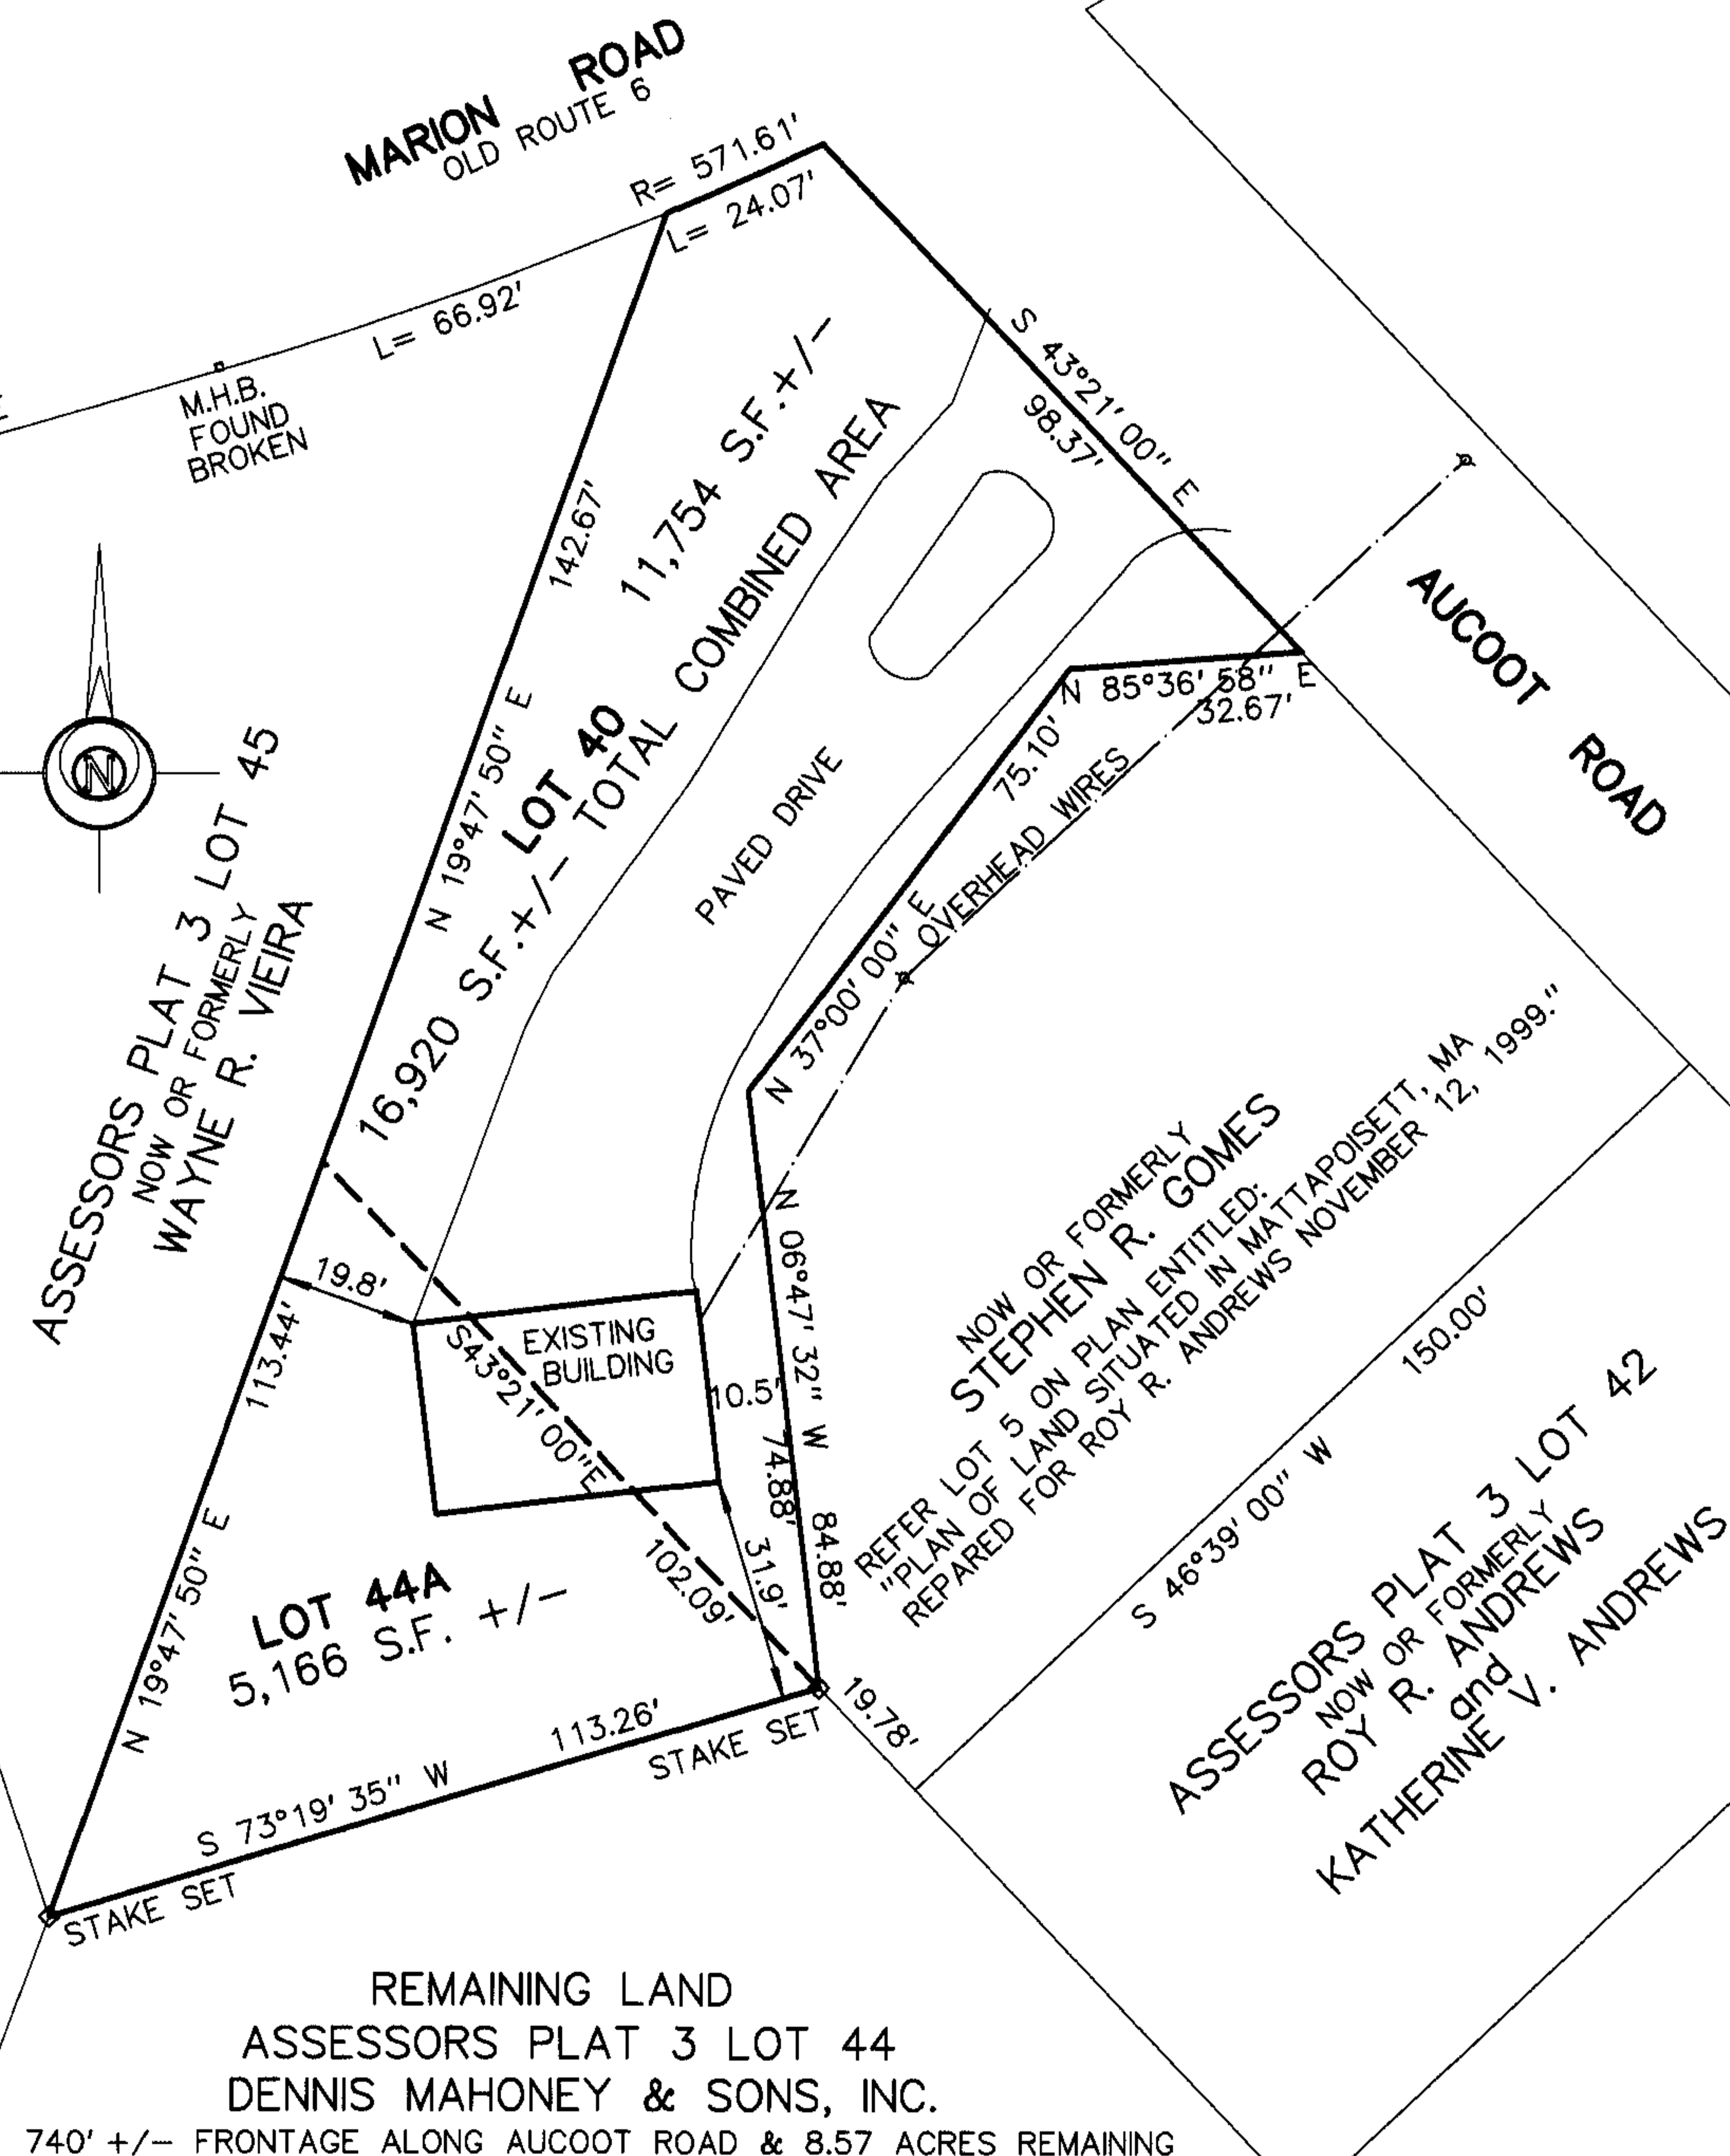 MARION ROAD
OLD ROUTE 6
R= 571.61'
L= 24.07'
L= 66.92'
M.H.B.
FOUND
BROKEN
S 43°21' 00" E
98.37'
142.67'
N 19°47' 50" E
LOT 40
11,754 S.F.+/-
16,920 S.F.+/- TOTAL COMBINED AREA
N
ASSESSORS PLAT 3 LOT 45
NOW OR FORMERLY
WAYNE R. VIEIRA
PAVED DRIVE
N 85°36' 58" E
32.67'
75.10'
N 37°00' 00" E
OVERHEAD WIRES
AUCOOT ROAD
19.8'
113.44'
N 19°47' 50" E
EXISTING
BUILDING
S43°21' 00"E
102.09'
10.5'
N 06°47' 32" W
74.88'
84.88'
31.9'
NOW OR FORMERLY
STEPHEN R. GOMES
REFER LOT 5 ON PLAN ENTITLED:
"PLAN OF LAND SITUATED IN MATTAPOISETT, MA
REPARED FOR ROY R. ANDREWS NOVEMBER 12, 1999."
150.00'
S 46°39' 00" W
ASSESSORS PLAT 3 LOT 42
NOW OR FORMERLY
ROY R. ANDREWS
and
KATHERINE V. ANDREWS
LOT 44A
5,166 S.F. +/-
113.26'
S 73°19' 35" W
STAKE SET
STAKE SET
19.78'
REMAINING LAND
ASSESSORS PLAT 3 LOT 44
DENNIS MAHONEY & SONS, INC.
740' +/- FRONTAGE ALONG AUCOOT ROAD & 8.57 ACRES REMAINING